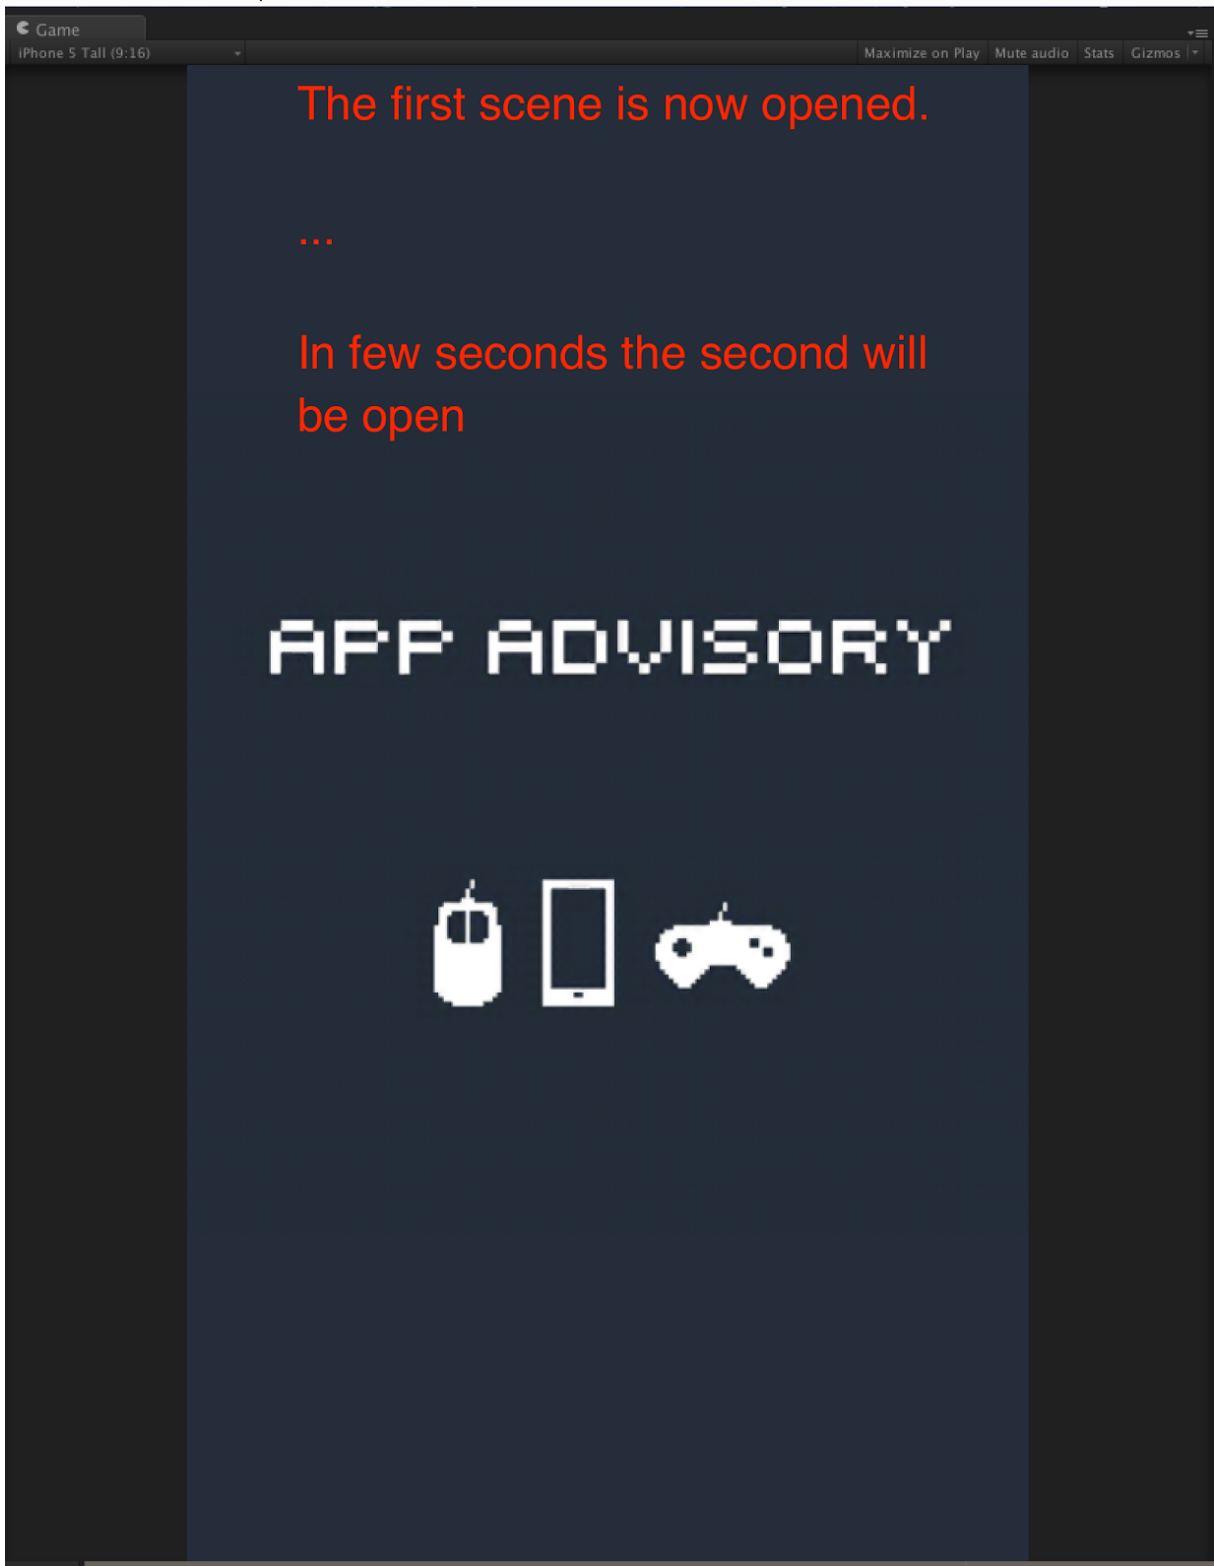 Game
iPhone 5 Tall (9:16)
Maximize on Play Mute audio Stats Gizmos
The first scene is now opened.
...
In few seconds the second will
be open
APP ADVISORY